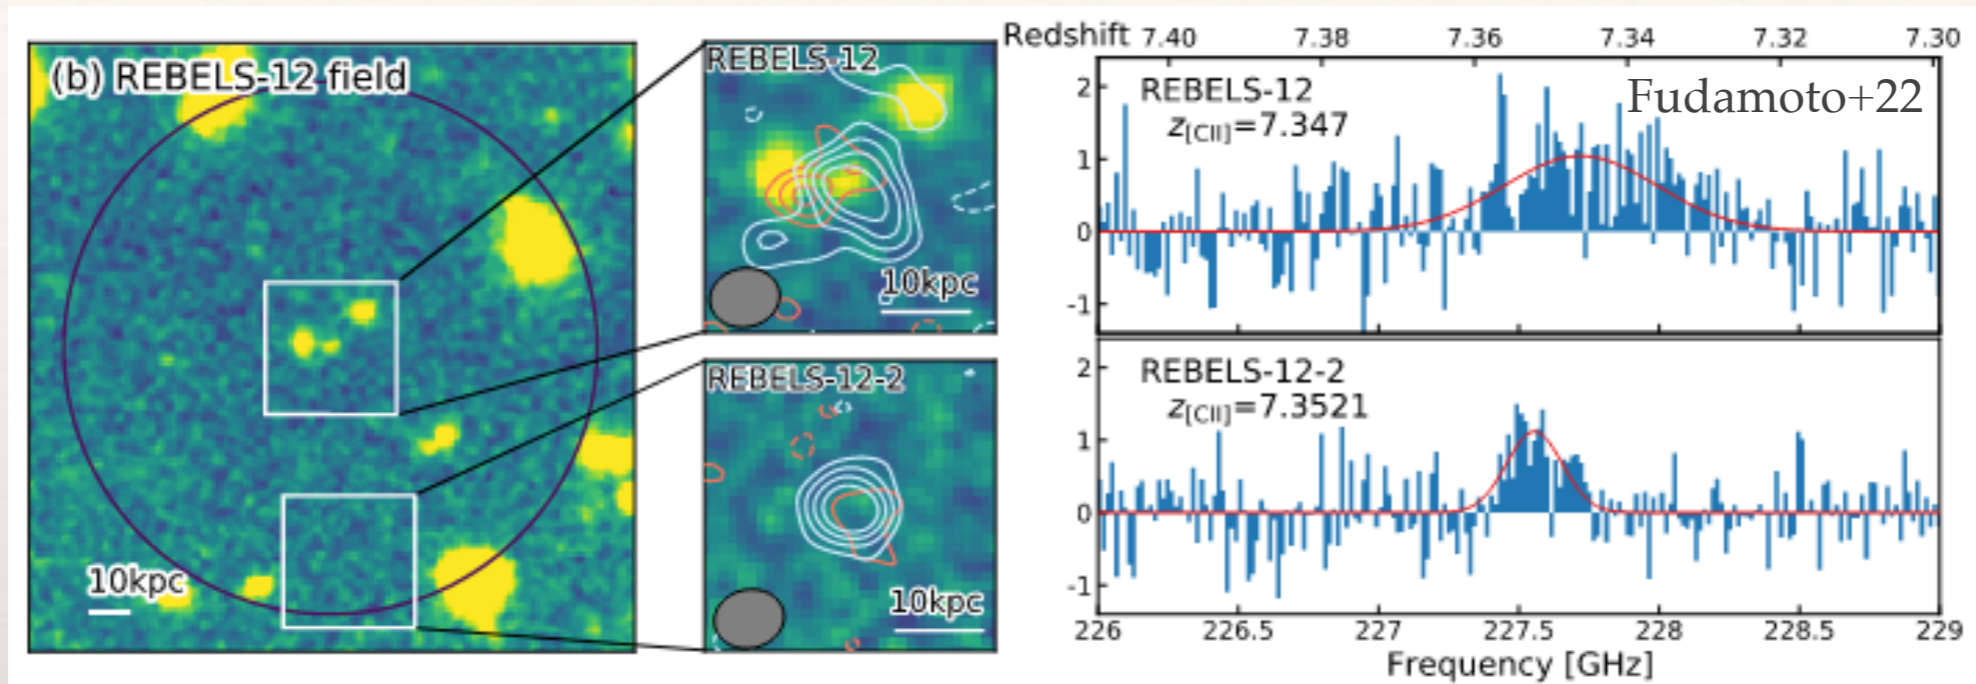 (b) REBELS-12 field
10kpc
REBELS-12
10kpc
REBELS-12-2
10kpc
Redshift 7.40 7.38 7.36 7.34 7.32 7.30
REBELS-12
z[CII]=7.347
Fudamoto+22
2
1
0
-1
REBELS-12-2
z[CII]=7.3521
2
1
0
-1
226 226.5 227 227.5 228 228.5 229
Frequency [GHz]